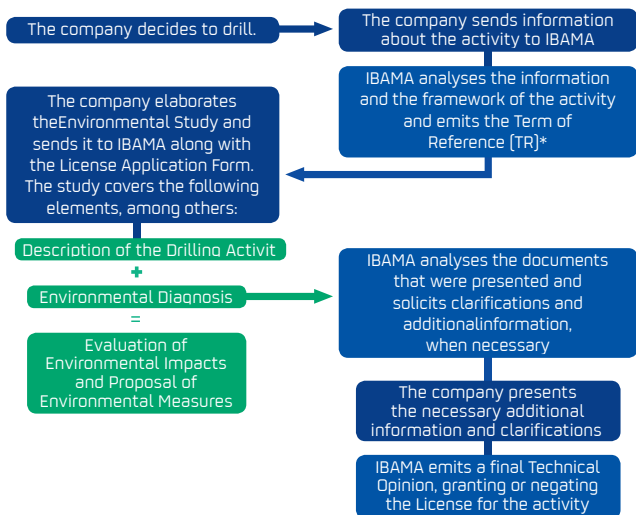 The company decides to drill.
The company sends information
about the activity to IBAMA
IBAMA analyses the information
and the framework of the activity
and emits the Term of
Reference (TR)*
The company elaborates
theEnvironmental Study and
sends it to IBAMA along with
the License Application Form.
The study covers the following
elements, among others:
Description of the Drilling Activit
+
Environmental Diagnosis
=
Evaluation of
Environmental Impacts
and Proposal of
Environmental Measures
IBAMA analyses the documents
that were presented and
solicits clarifications and
additionalinformation,
when necessary
The company presents
the necessary additional
information and clarifications
IBAMA emits a final Technical
Opinion, granting or negating
the License for the activity